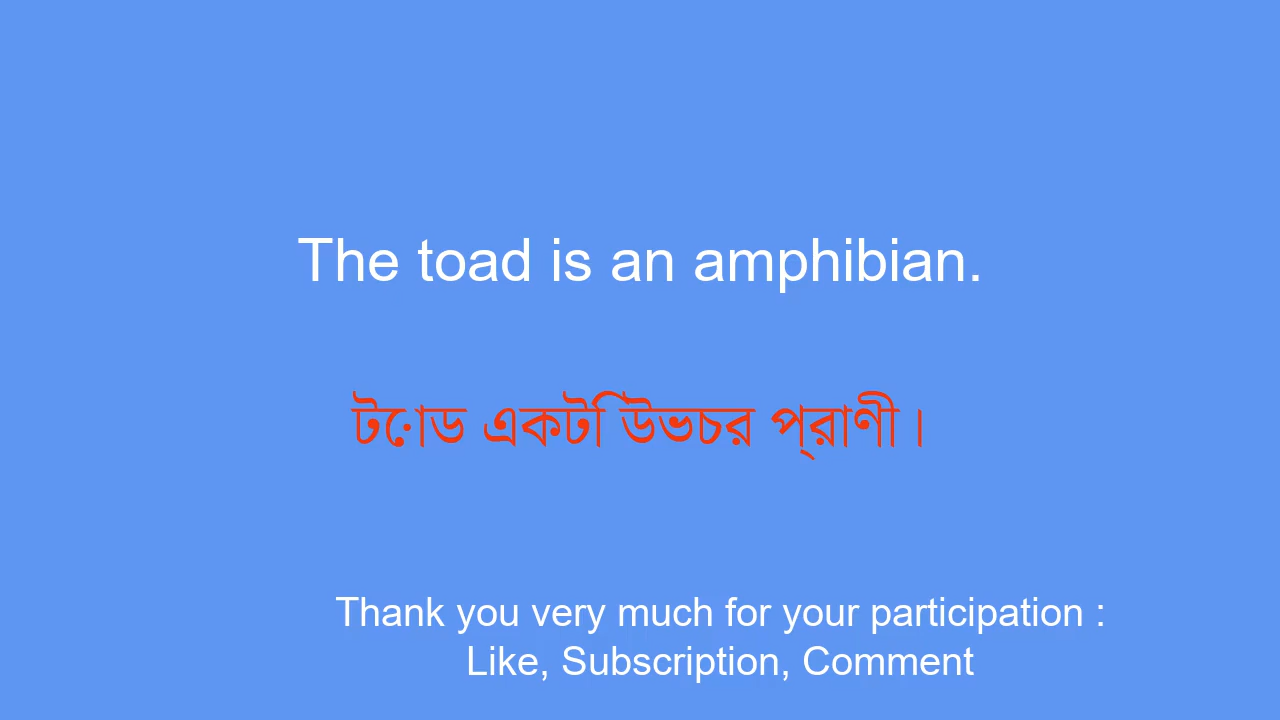 The toad is an amphibian.
টোড একটি উভচর প্রাণী।
Thank you very much for your participation :
Like, Subscription, Comment